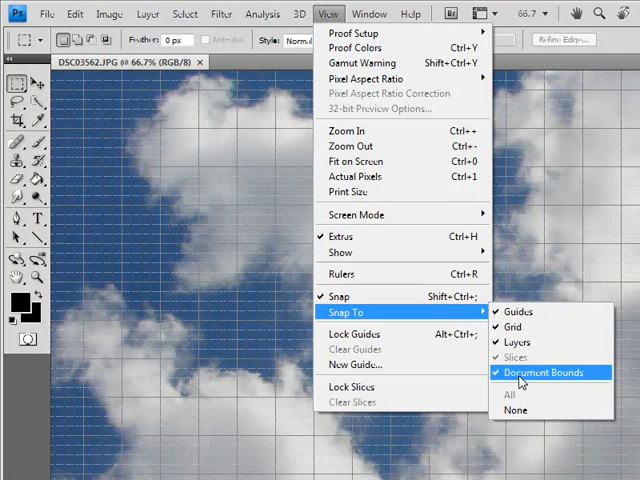 Ps File Edit Image Layer Select Filter Analysis 3D View Window Help Br 66.7
Feather: 0 px Antialias Style: Normal Refine Edge...
DSC03562.JPG @ 66.7% (RGB/8) ×
Proof Setup
Proof Colors Ctrl+Y
Gamut Warning Shift+Ctrl+Y
Pixel Aspect Ratio
Pixel Aspect Ratio Correction
32-bit Preview Options...
Zoom In Ctrl++
Zoom Out Ctrl+-
Fit on Screen Ctrl+0
Actual Pixels Ctrl+1
Print Size
Screen Mode
Extras Ctrl+H
Show
Rulers Ctrl+R
Snap Shift+Ctrl+;
Snap To
Lock Guides Alt+Ctrl+;
Clear Guides
New Guide...
Lock Slices
Clear Slices
Guides
Grid
Layers
Slices
Document Bounds
All
None